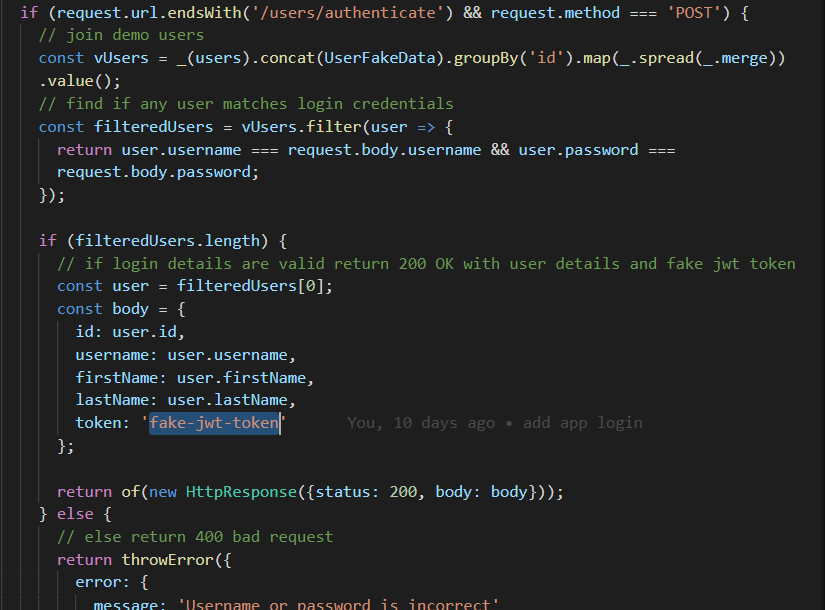 if (request.url.endsWith('/users/authenticate') && request.method === 'POST') {
// join demo users
const vUsers = _(users).concat(UserFakeData).groupBy('id').map(_.spread(_.merge))
.value();
// find if any user matches login credentials
const filteredUsers = vUsers.filter(user => {
return user.username === request.body.username && user.password ===
request.body.password;
});
if (filteredUsers.length) {
// if login details are valid return 200 OK with user details and fake jwt token
const user = filteredUsers[0];
const body = {
id: user.id,
username: user.username,
firstName: user.firstName,
lastName: user.lastName,
token: 'fake-jwt-token' You, 10 days ago • add app login
};
return of(new HttpResponse({status: 200, body: body}));
} else {
// else return 400 bad request
return throwError({
error: {
message: 'Username or password is incorrect'